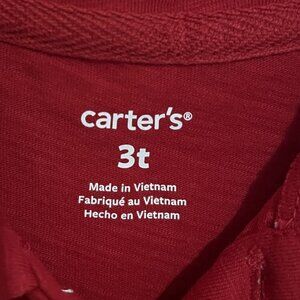 carter's®
3t
Made in Vietnam
Fabriqué au Vietnam
Hecho en Vietnam